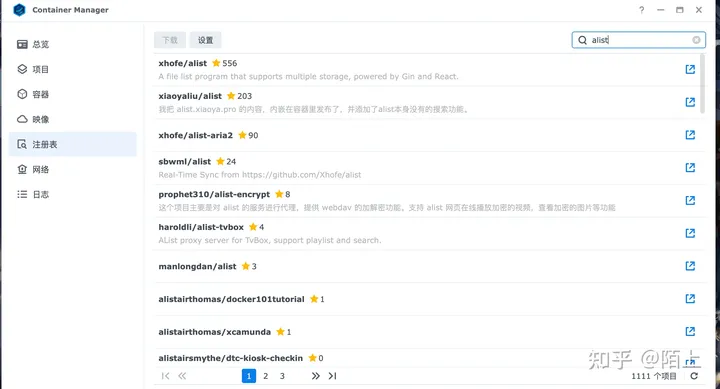 Container Manager
总览
项目
容器
映像
注册表
网络
日志
下载 设置 alist
xhofe/alist 556
A file list program that supports multiple storage, powered by Gin and React.
xiaoyaliu/alist 203
我把 alist.xiaoya.pro 的内容，内嵌在容器里发布了，并添加了alist本身没有的搜索功能。
xhofe/alist-aria2 90
sbwml/alist 24
Real-Time Sync from https://github.com/Xhofe/alist
prophet310/alist-encrypt 8
这个项目主要是对 alist 的服务进行代理，提供 webdav 的加解密功能。支持 alist 网页在线播放加密的视频，查看加密的图片等功能
haroldli/alist-tvbox 4
AList proxy server for TvBox, support playlist and search.
manlongdan/alist 3
alistairthomas/docker101tutorial 1
alistairthomas/xcamunda 1
alistairsmythe/dtc-kiosk-checkin 0
1 2 3
1111 个项目
知乎 @陌上